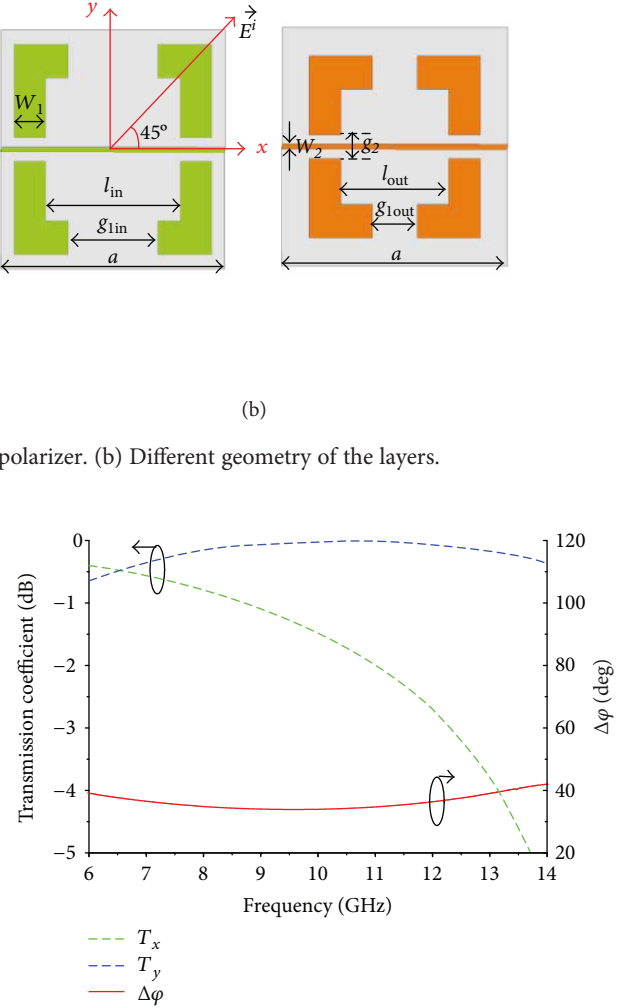 y
E⃗ⁱ
W₁
45°
x
l_in
g_1in
a
W₂
g₂
l_out
g_1out
a
(b)
polarizer. (b) Different geometry of the layers.
0
−1
−2
−3
−4
−5
Transmission coefficient (dB)
120
100
80
60
40
20
Δφ (deg)
6 7 8 9 10 11 12 13 14
Frequency (GHz)
T_x
T_y
Δφ